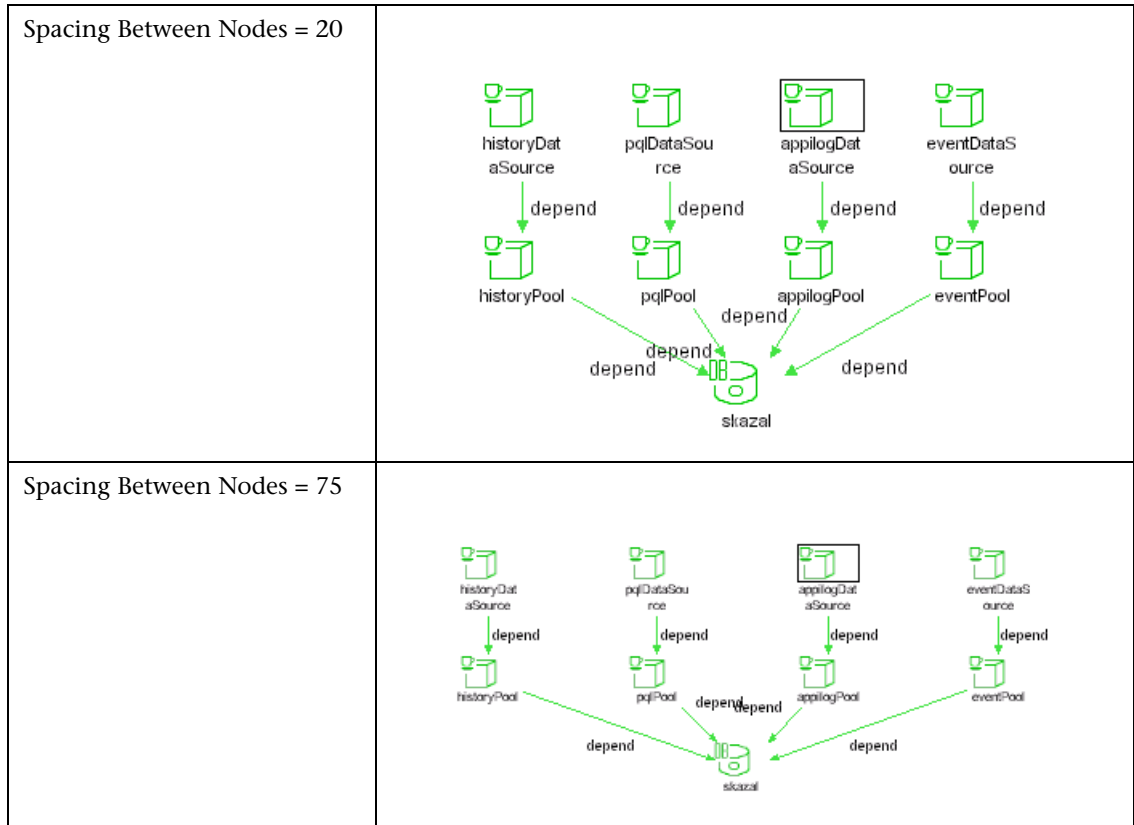 Spacing Between Nodes = 20
historyDat pqlDataSou appilogDat eventDataS
aSource rce aSource ource
depend depend depend depend
historyPool pqlPool appilogPool eventPool
depend
depend
depend depend
skazal
Spacing Between Nodes = 75
historyDat pqlDataSou appilogDat eventDataS
aSource rce aSource ource
depend depend depend depend
historyPool pqlPool appilogPool eventPool
depend depend
depend depend
skazal